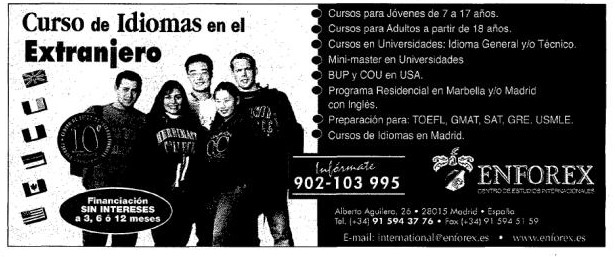 Curso de Idiomas en el
Extranjero
10º
HERRIMANT
COLLEGE
Financiación
SIN INTERESES
a 3, 6 ó 12 meses
Cursos para Jóvenes de 7 a 17 años.
Cursos para Adultos a partir de 18 años.
Cursos en Universidades: Idioma General y/o Técnico.
Mini-master en Universidades
BUP y COU en USA.
Programa Residencial en Marbella y/o Madrid
con Inglés.
Preparación para: TOEFL, GMAT, SAT, GRE, USMLE.
Cursos de Idiomas en Madrid.
Infórmate
902-103 995
ENFOREX
CENTRO DE ESTUDIOS INTERNACIONALES
Alberto Aguilera, 26 • 28015 Madrid • España
Tel. (+34) 91 594 37 76 • Fax (+34) 91 594 51 59
E-mail: international@enforex.es • www.enforex.es